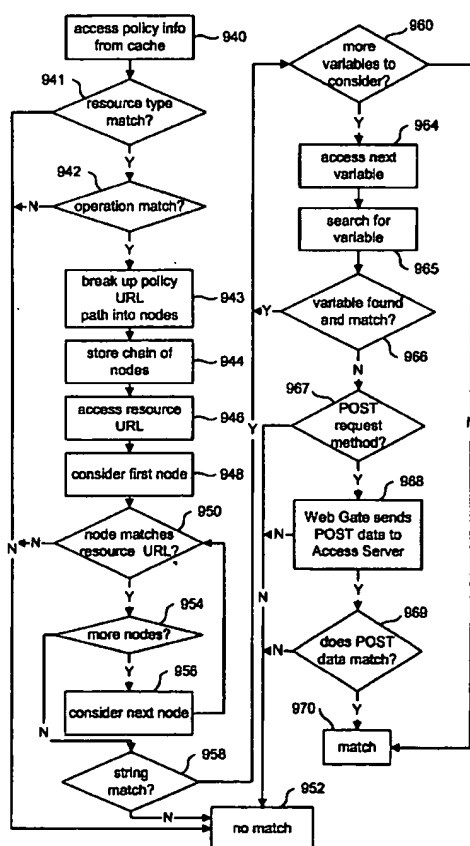 access policy info
from cache
940
941
resource type
match?
Y
942
N
operation match?
Y
break up policy
URL
path into nodes
943
store chain of
nodes
944
access resource
URL
946
consider first node
948
950
N
N
node matches
resource URL?
Y
954
more nodes?
Y
956
consider next node
N
958
string
match?
N
952
no match
960
more
variables to
consider?
Y
964
access next
variable
search for
variable
965
Y
variable found
and match?
966
N
Y
967
POST
request
method?
N
Y
968
Web Gate sends
POST data to
Access Server
N
N
Y
969
N
does POST
data match?
Y
970
match